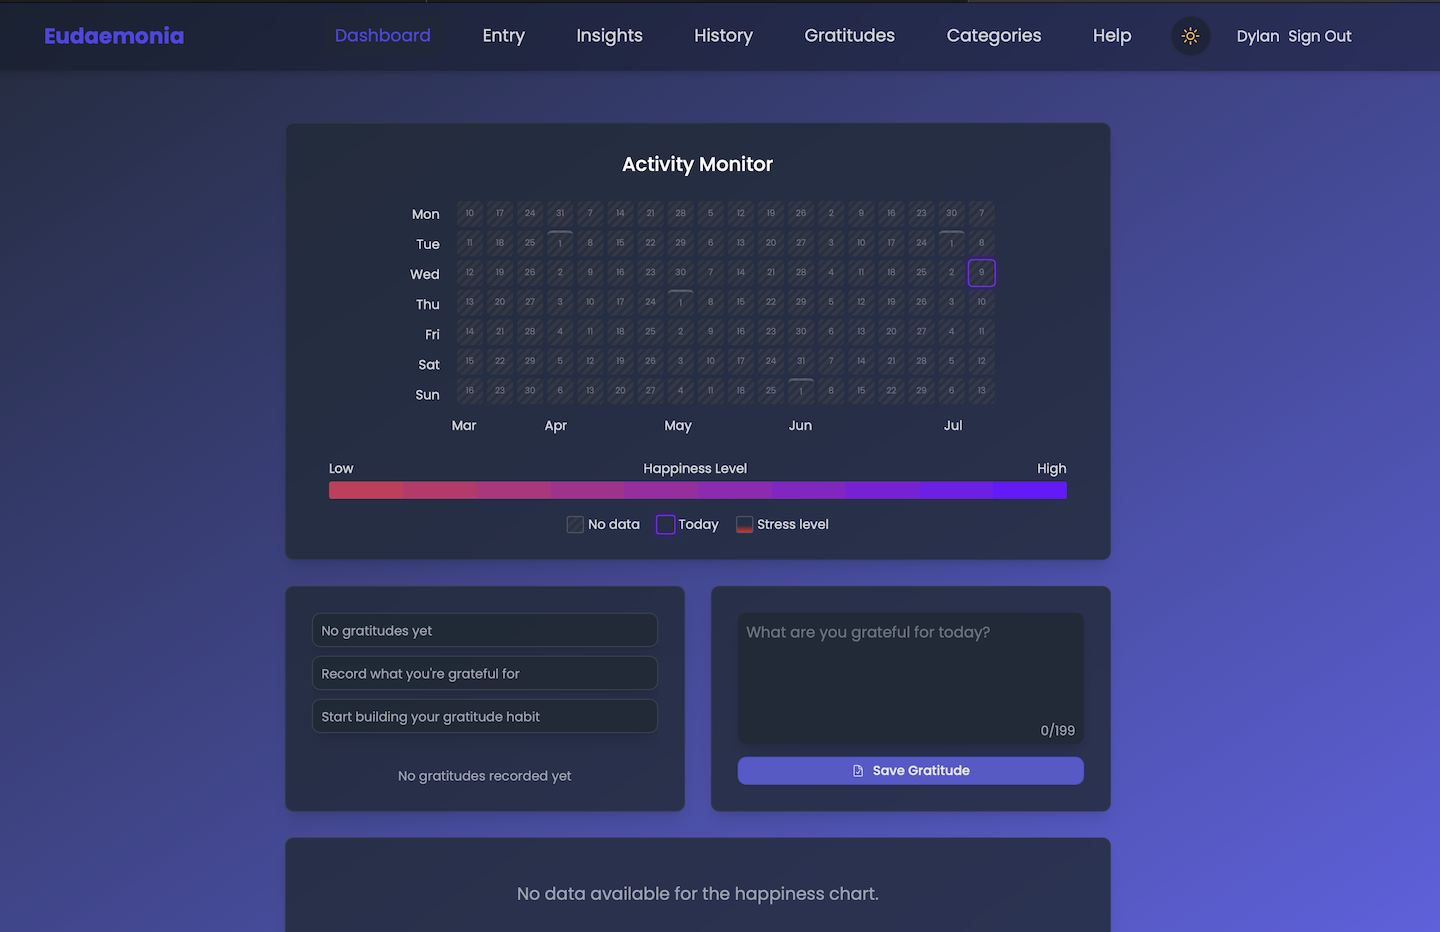 Eudaemonia Dashboard Entry Insights History Gratitudes Categories Help Dylan Sign Out
Activity Monitor
Mon 10 17 24 31 7 14 21 28 5 12 19 26 2 9 16 23 30 7
Tue 11 18 25 1 8 15 22 29 6 13 20 27 3 10 17 24 1 8
Wed 12 19 26 2 9 16 23 30 7 14 21 28 4 11 18 25 2 9
Thu 13 20 27 3 10 17 24 1 8 15 22 29 5 12 19 26 3 10
Fri 14 21 28 4 11 18 25 2 9 16 23 30 6 13 20 27 4 11
Sat 15 22 29 5 12 19 26 3 10 17 24 31 7 14 21 28 5 12
Sun 16 23 30 6 13 20 27 4 11 18 25 1 8 15 22 29 6 13
Mar Apr May Jun Jul
Low Happiness Level High
No data Today Stress level
No gratitudes yet
Record what you're grateful for
Start building your gratitude habit
No gratitudes recorded yet
What are you grateful for today?
0/199
Save Gratitude
No data available for the happiness chart.